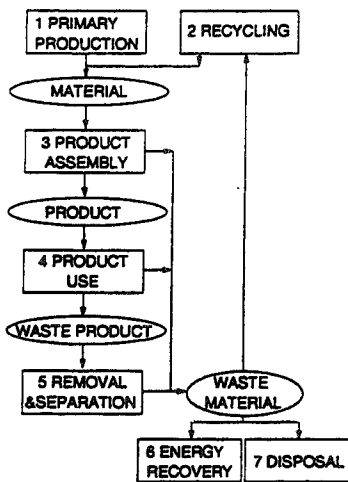 1 PRIMARY
PRODUCTION
2 RECYCLING
MATERIAL
3 PRODUCT
ASSEMBLY
PRODUCT
4 PRODUCT
USE
WASTE PRODUCT
5 REMOVAL
&SEPARATION
WASTE
MATERIAL
6 ENERGY
RECOVERY
7 DISPOSAL